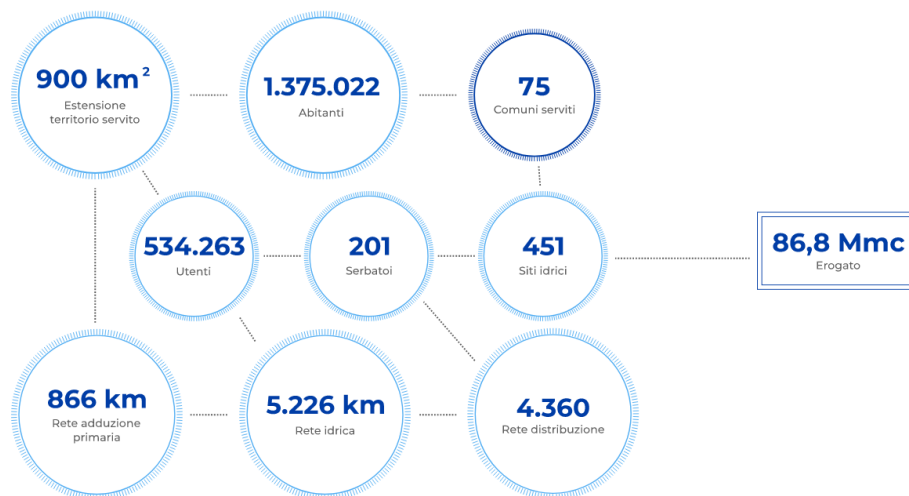 900 km²
Estensione
territorio servito
1.375.022
Abitanti
75
Comuni serviti
534.263
Utenti
201
Serbatoi
451
Siti idrici
86,8 Mmc
Erogato
866 km
Rete adduzione
primaria
5.226 km
Rete idrica
4.360
Rete distribuzione